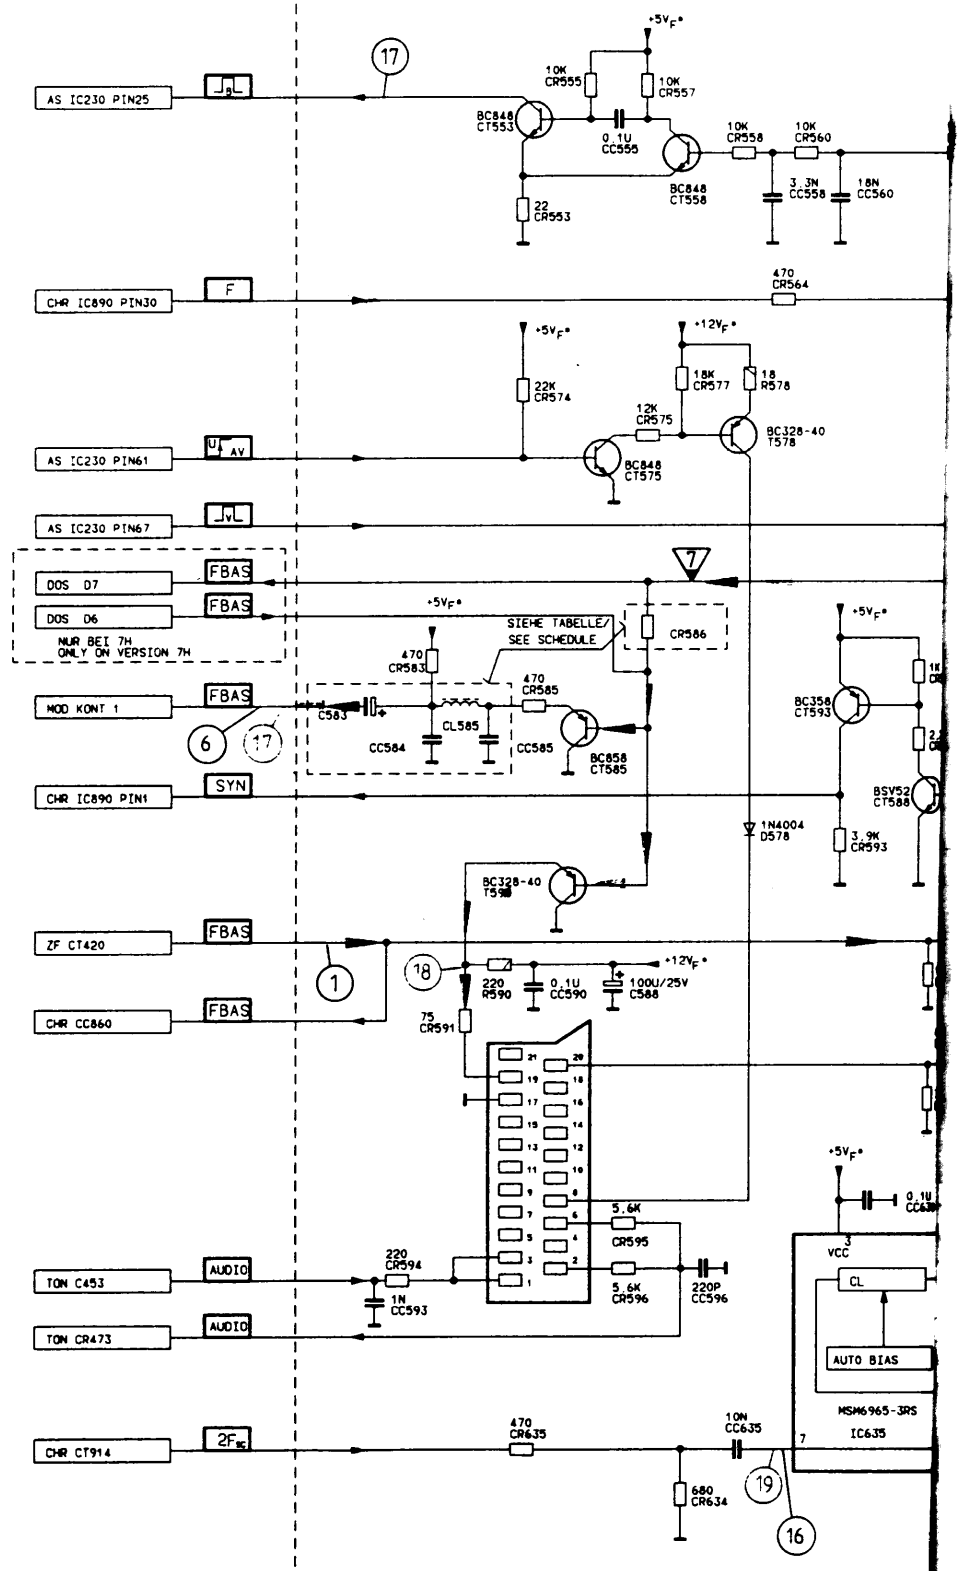 +5VF*
17
10K
CR555
10K
CR557
B
AS IC230 PIN25
BC848
CT553
0.1U
CC555
10K
CR558
10K
CR560
BC848
CT558
3.3N
CC558
18N
CC560
22
CR553
470
CR564
F
CHR IC890 PIN30
+5VF*
+12VF*
22K
CR574
18K
CR577
18
R578
12K
CR575
BC328-40
T578
U AV
AS IC230 PIN61
BC848
CT575
V
AS IC230 PIN67
7
FBAS
DOS D7
FBAS
DOS D6
+5VF*
NUR BEI 7H
ONLY ON VERSION 7H
SIEHE TABELLE/
SEE SCHEDULE
CR586
+5VF*
470
CR583
470
CR585
1K
FBAS
MOD KONT 1
C583
+
CL585
BC358
CT593
6
17
CC584
CC585
BC858
CT585
SYN
CHR IC890 PIN1
BSV52
CT588
1N4004
D578
3.9K
CR593
BC328-40
FBAS
ZF CT420
1
18
+12VF*
220
R590
0.1U
CC590
+
100U/25V
C588
FBAS
CHR CC860
75
CR591
21
20
19
18
17
16
15
14
13
12
11
10
9
8
7
6
5
4
3
2
1
+5VF*
0.1U
5.6K
CR595
3
VCC
AUDIO
TON C453
220
CR594
1N
CC593
5.6K
CR596
220P
CC596
CL
AUDIO
TON CR473
AUTO BIAS
MSM6965-3RS
IC635
2FSC
CHR CT914
470
CR635
10N
CC635
7
680
CR634
19
16